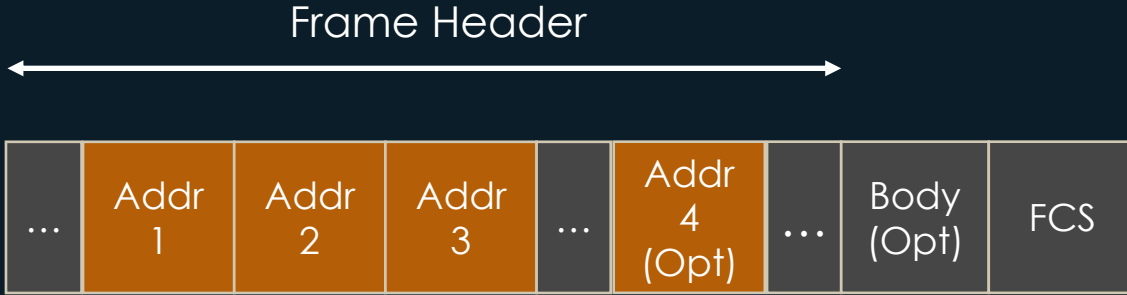 Frame Header
...
Addr
1
Addr
2
Addr
3
...
Addr
4
(Opt)
...
Body
(Opt)
FCS